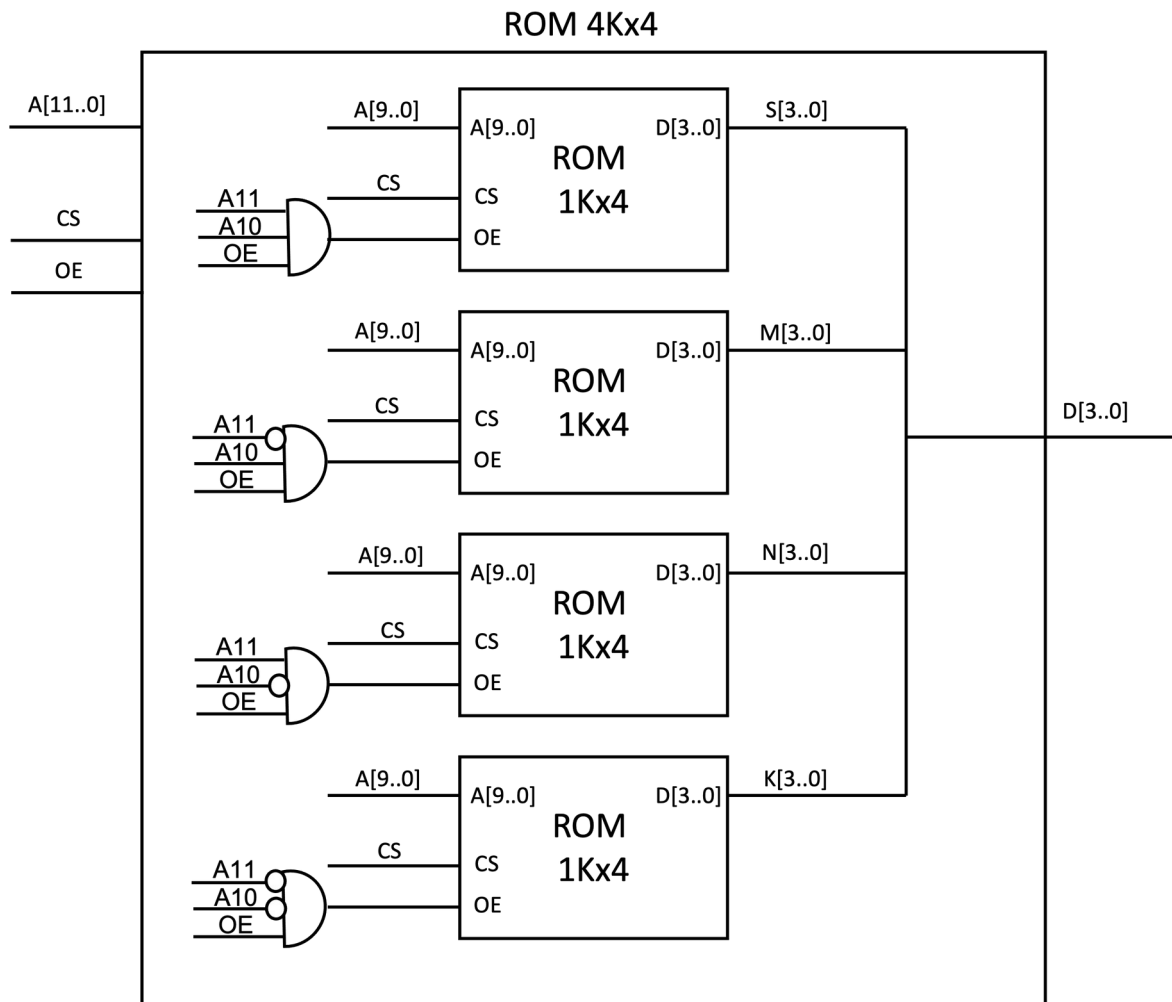 ROM 4Kx4
A[11..0]
CS
OE
A[9..0]
A[9..0]
D[3..0]
S[3..0]
ROM
1Kx4
CS
CS
A11
A10
OE
OE
A[9..0]
A[9..0]
D[3..0]
M[3..0]
ROM
1Kx4
CS
CS
A11
A10
OE
OE
D[3..0]
A[9..0]
A[9..0]
D[3..0]
N[3..0]
ROM
1Kx4
CS
CS
A11
A10
OE
OE
A[9..0]
A[9..0]
D[3..0]
K[3..0]
ROM
1Kx4
CS
CS
A11
A10
OE
OE